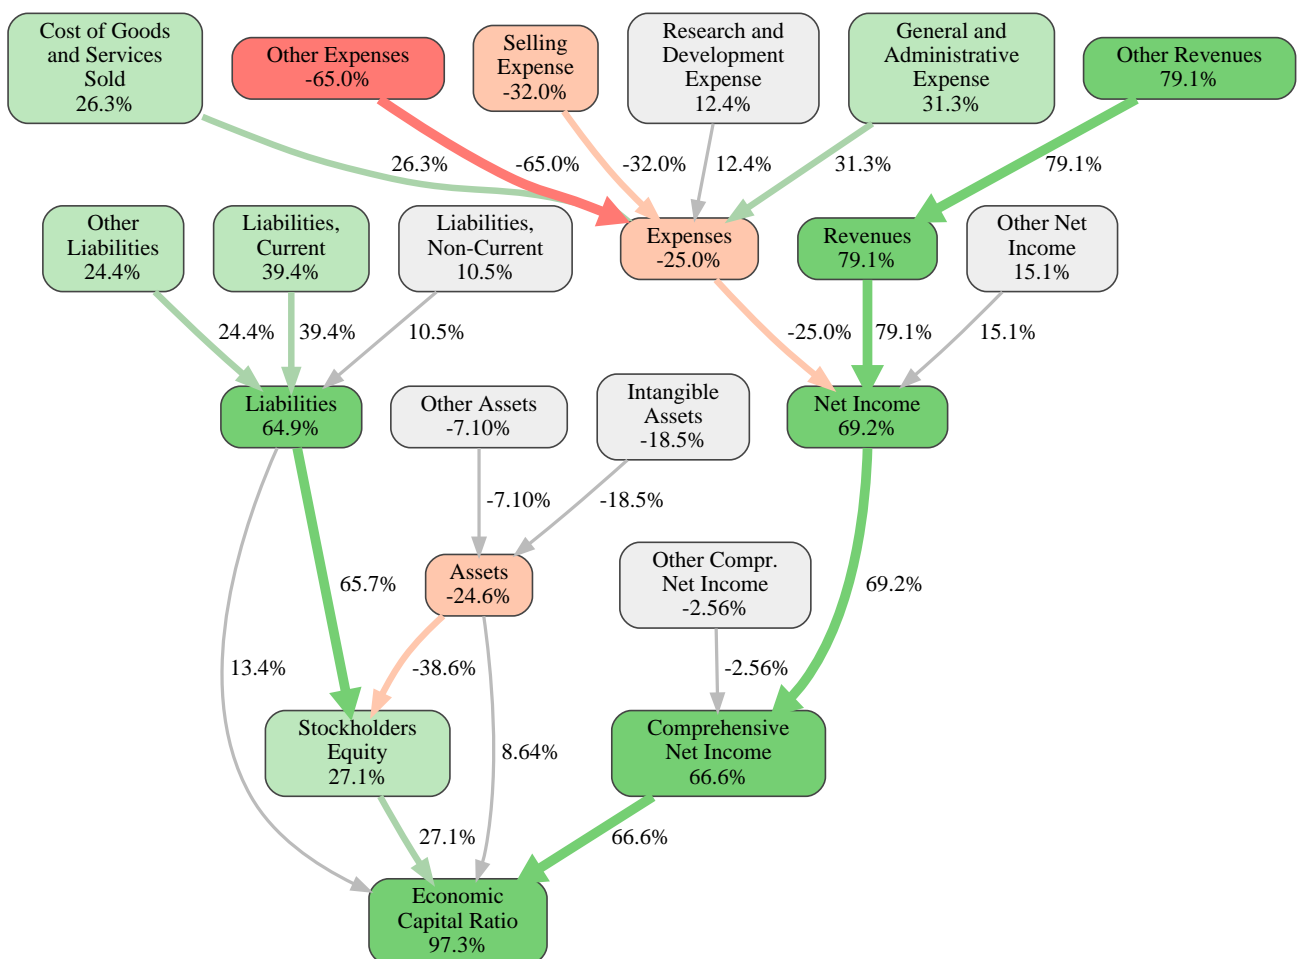 Cost of Goods
and Services
Sold
26.3%
Other Expenses
-65.0%
Selling
Expense
-32.0%
Research and
Development
Expense
12.4%
General and
Administrative
Expense
31.3%
Other Revenues
79.1%
26.3%
-65.0%
-32.0%
12.4%
31.3%
79.1%
Other
Liabilities
24.4%
Liabilities,
Current
39.4%
Liabilities,
Non-Current
10.5%
Expenses
-25.0%
Revenues
79.1%
Other Net
Income
15.1%
24.4%
39.4%
10.5%
-25.0%
79.1%
15.1%
Liabilities
64.9%
Other Assets
-7.10%
Intangible
Assets
-18.5%
Net Income
69.2%
-7.10%
-18.5%
Assets
-24.6%
Other Compr.
Net Income
-2.56%
65.7%
69.2%
13.4%
-38.6%
-2.56%
Stockholders
Equity
27.1%
8.64%
Comprehensive
Net Income
66.6%
27.1%
66.6%
Economic
Capital Ratio
97.3%